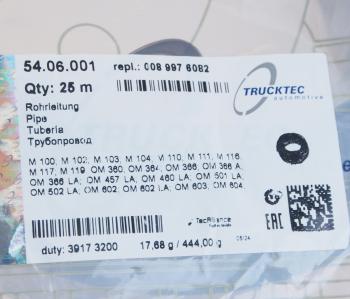 54.06.001 repl.: 008 997 6082
Qty: 25 m
TRUCKTEC
automotive
Rohrleitung
Pipe
Tuberia
Трубопровод
M 100, M 102, M 103, M 104, M 110, M 111, M 116,
M 117, M 119, OM 360, OM 364, OM 366, OM 366 A,
OM 366 LA, OM 457 LA, OM 460 LA, OM 501 LA,
OM 502 LA, OM 602, OM 602 LA, OM 603, OM 604,
TecAlliance
EAC
duty: 3917 3200 17,68 g / 444,00 g 05/24